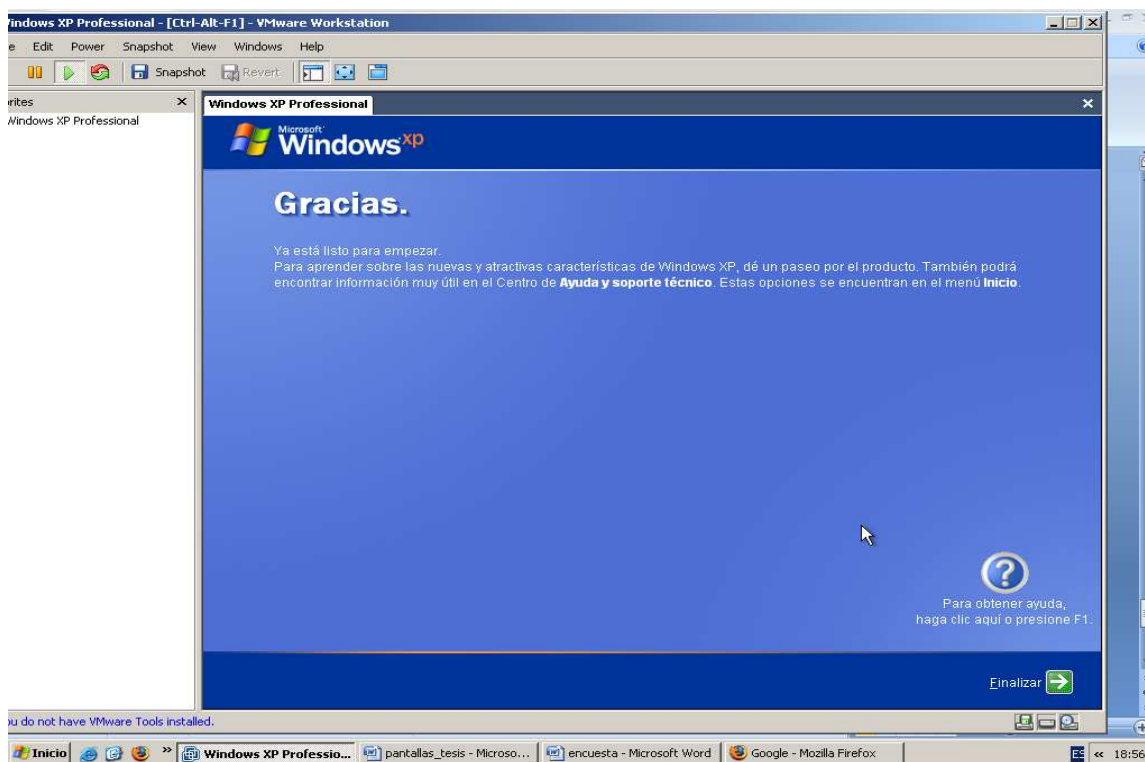 Windows XP Professional - [Ctrl-Alt-F1] - VMware Workstation
Edit Power Snapshot View Windows Help
Snapshot Revert
Windows XP Professional
Windows XP Professional
Microsoft
Windows xp
Gracias.
Ya está listo para empezar.
Para aprender sobre las nuevas y atractivas características de Windows XP, dé un paseo por el producto. También podrá
encontrar información muy útil en el Centro de Ayuda y soporte técnico. Estas opciones se encuentran en el menú Inicio.
Para obtener ayuda,
haga clic aquí o presione F1.
Finalizar
ou do not have VMware Tools installed.
Inicio » Windows XP Professio... pantallas_tesis - Microso... encuesta - Microsoft Word Google - Mozilla Firefox ES « 18:56